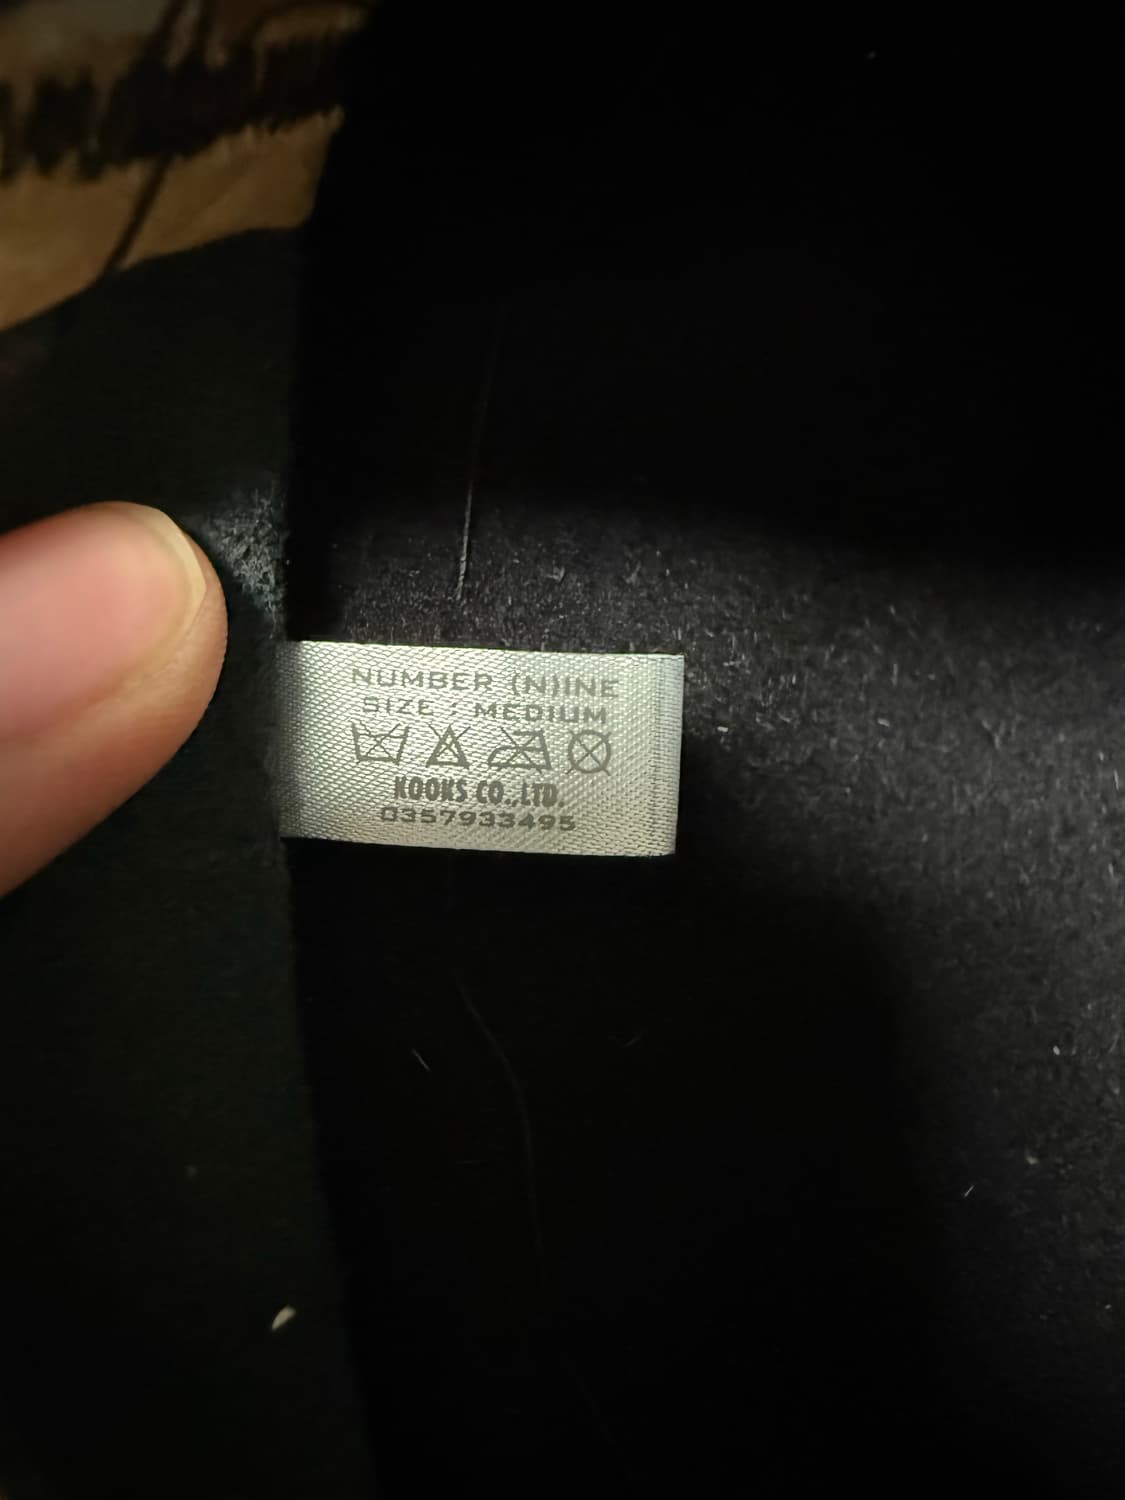 NUMBER (N)INE
SIZE : MEDIUM
KOOKS CO.,LTD.
0357933495